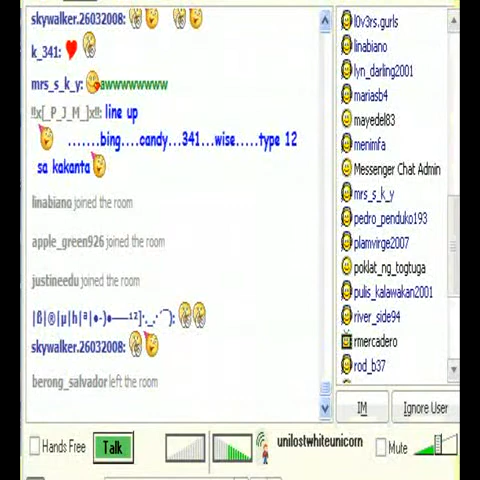 skywalker.26032008:
k_341:
mrs_s_k_y: awwwwwwww
!!x[_P_J_M_]x!!: line up
.......bing....candy...341...wise.....type 12
sa kakanta
linabiano joined the room
apple_green926 joined the room
justineedu joined the room
skywalker.26032008:
berong_salvador left the room
l0v3rs.gurls
linabiano
lyn_darling2001
mariasb4
mayedel83
menimfa
Messenger Chat Admin
mrs_s_k_y
pedro_penduko193
plamvirge2007
poklat_ng_togtuga
pulis_kalawakan2001
river_side94
rmercadero
rod_b37
IM Ignore User
Hands Free Talk unilostwhiteunicorn Mute